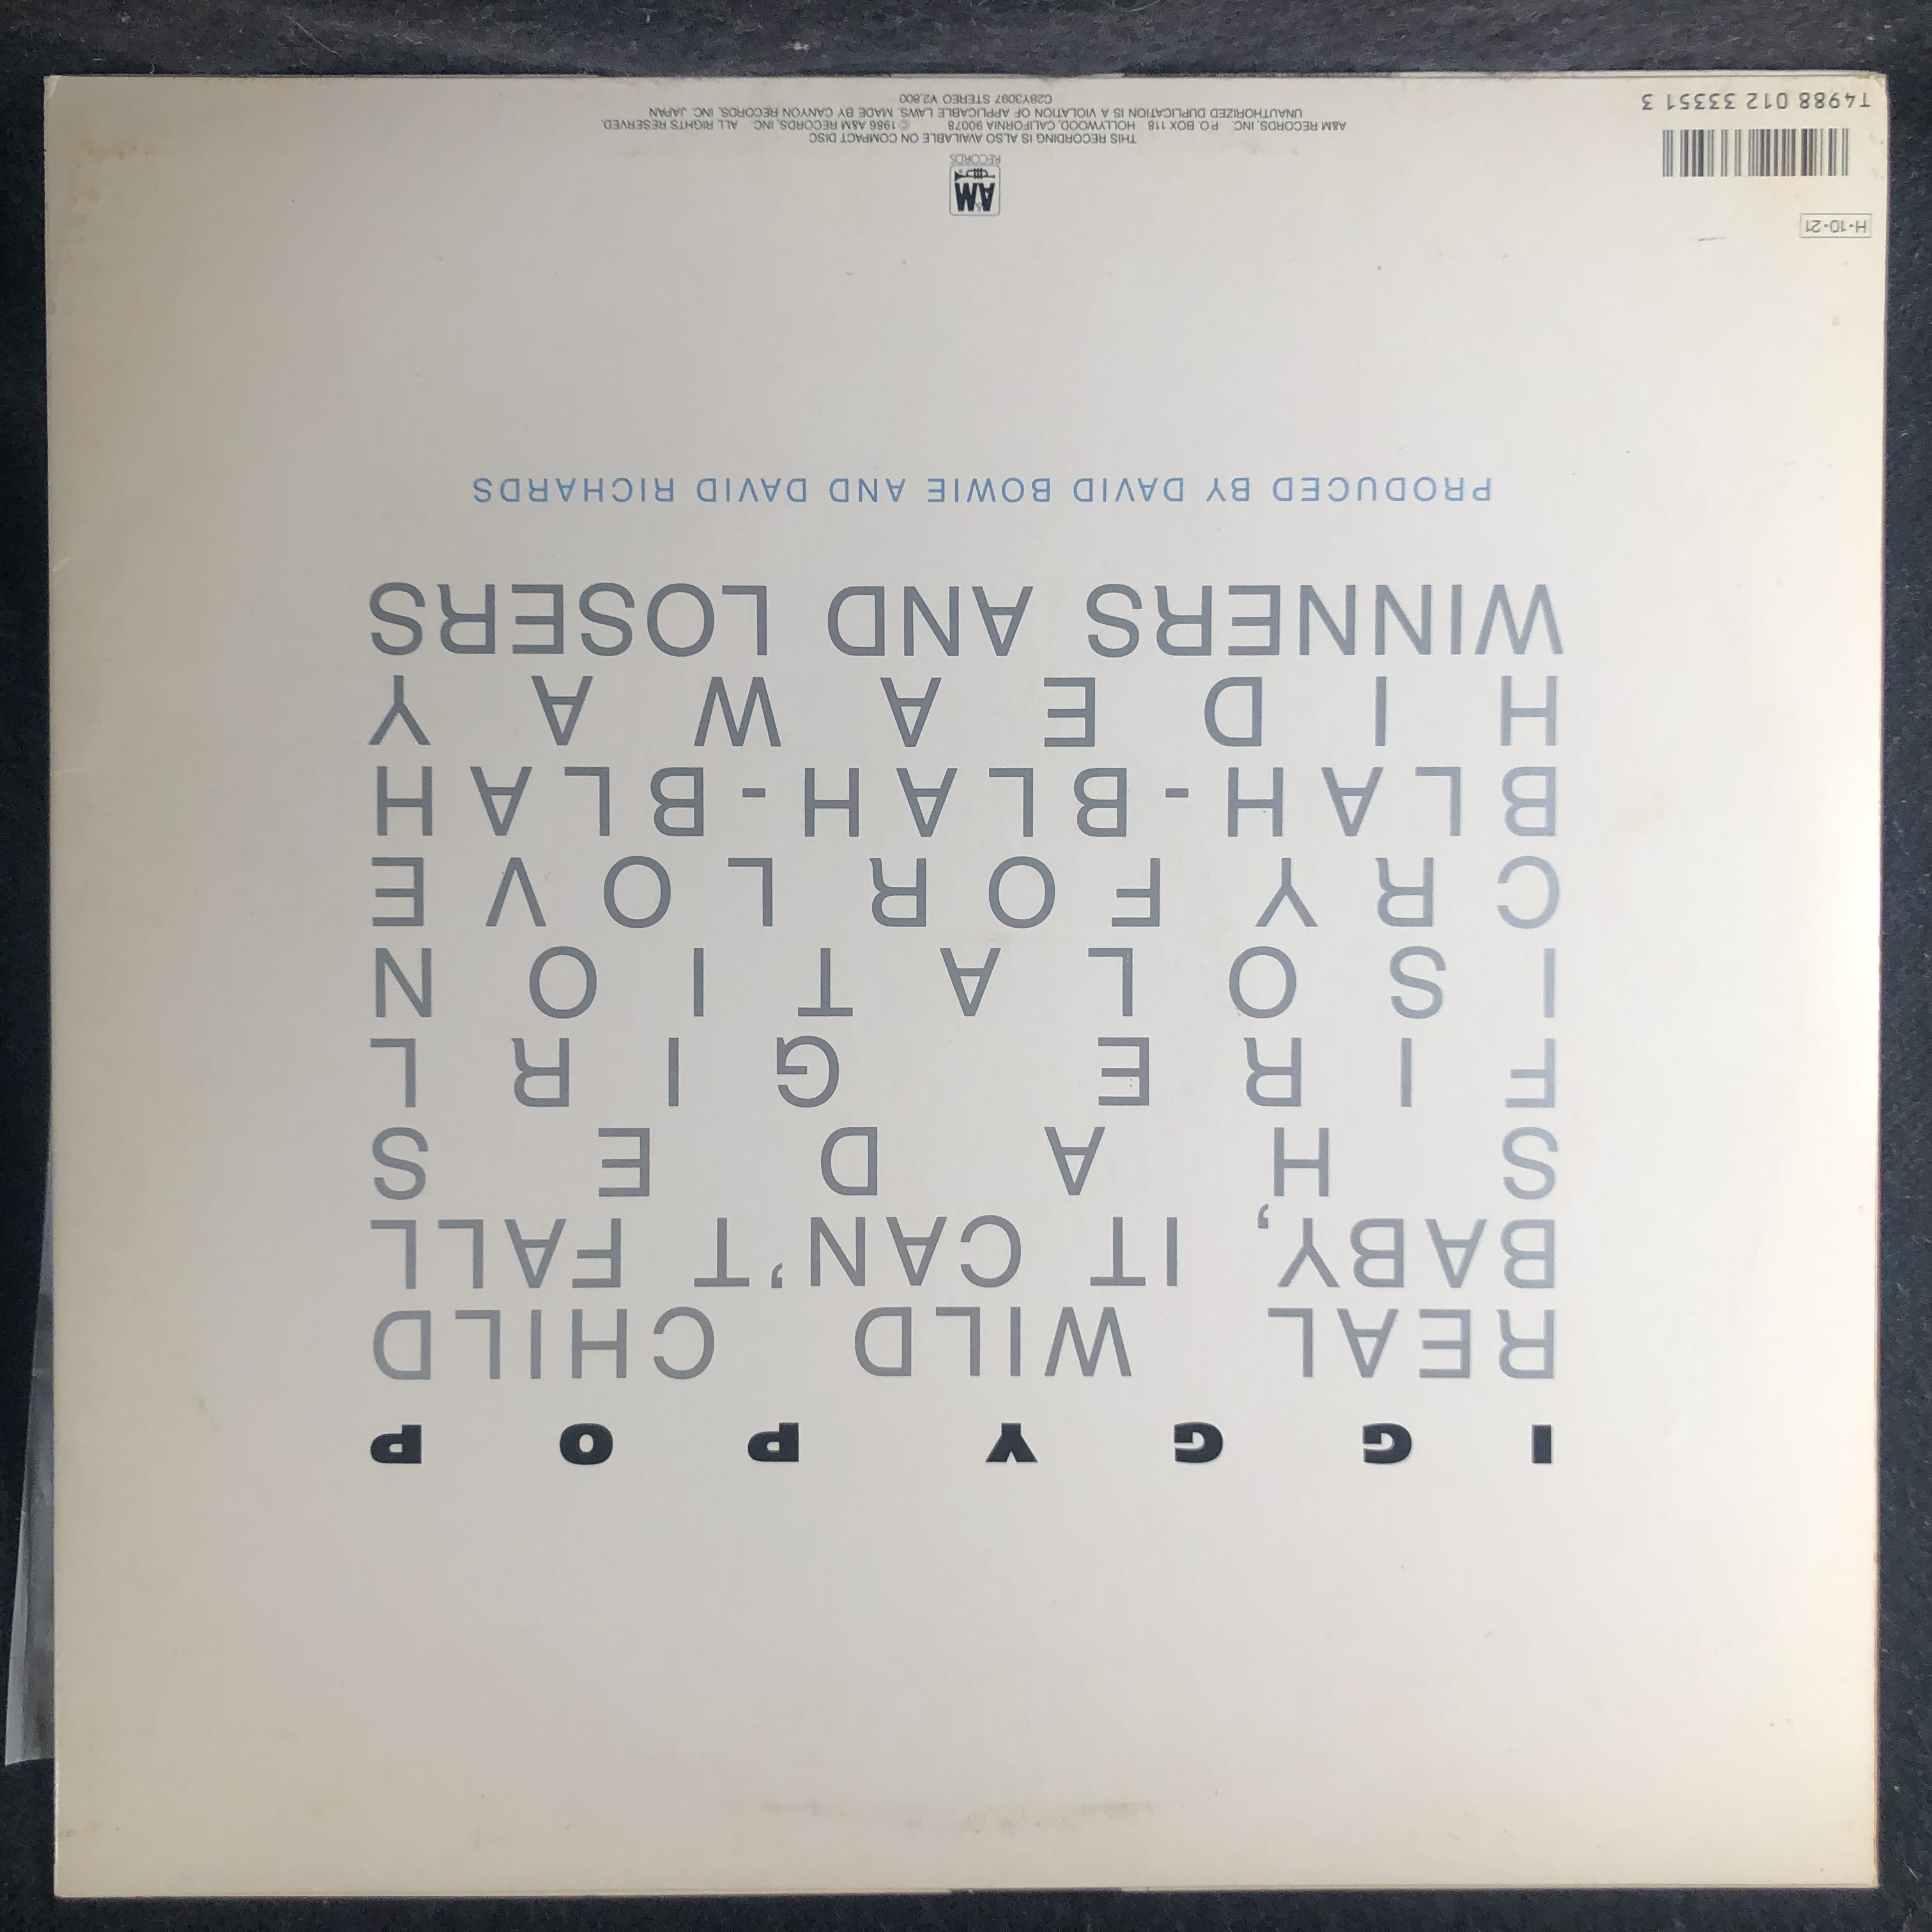 IGGY POP
REAL WILD CHILD
BABY, IT CAN'T FALL
SHADES
FIRE GIRL
ISOLATION
CRY FOR LOVE
BLAH-BLAH-BLAH
HIDEAWAY
WINNERS AND LOSERS
PRODUCED BY DAVID BOWIE AND DAVID RICHARDS
H-10-21
T4988 012 33351 3
A&M
RECORDS
THIS RECORDING IS ALSO AVAILABLE ON COMPACT DISC
A&M RECORDS, INC. P.O. BOX 118 HOLLYWOOD, CALIFORNIA 90078 © 1986 A&M RECORDS, INC. ALL RIGHTS RESERVED.
UNAUTHORIZED DUPLICATION IS A VIOLATION OF APPLICABLE LAWS. MADE BY CANYON RECORDS, INC. JAPAN
C28Y3097 STEREO ¥2,800